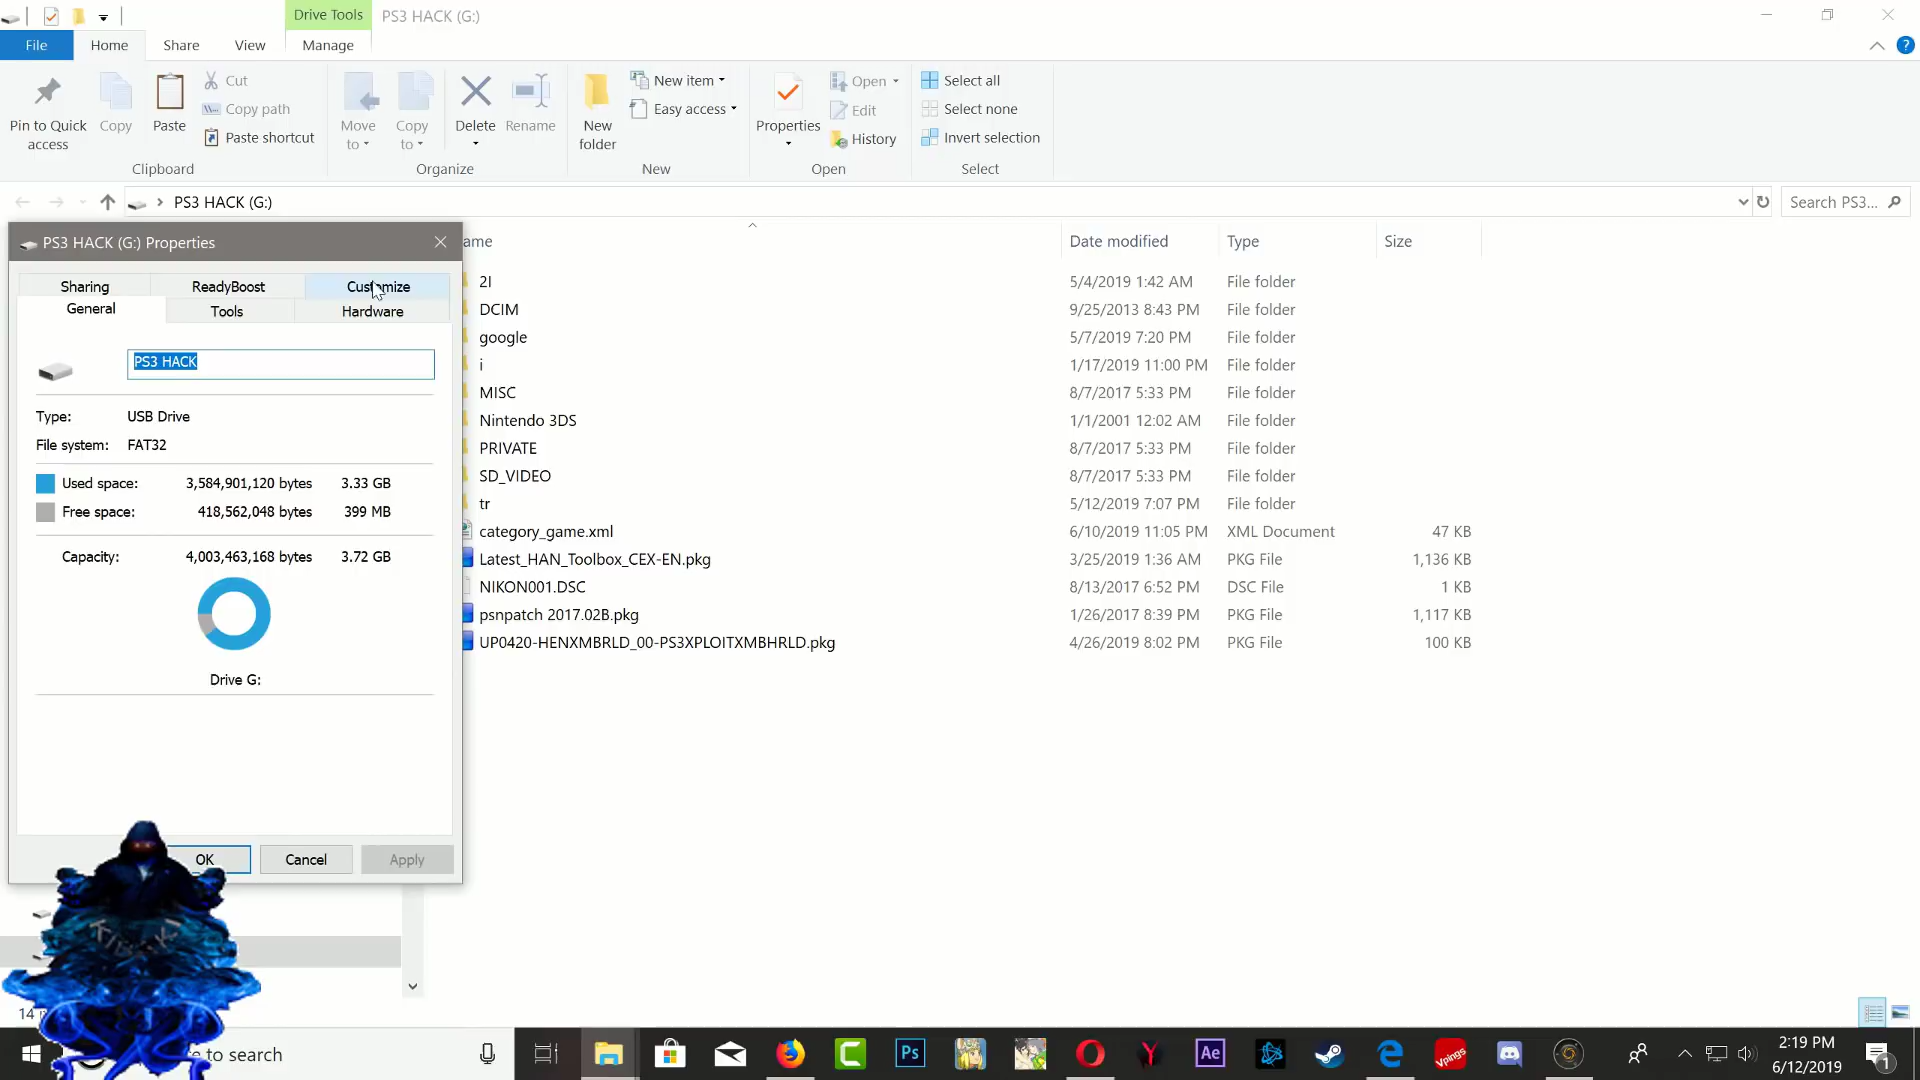 Drive Tools PS3 HACK (G:)
File Home Share View Manage
Pin to Quick access
Copy
Paste
Cut
Copy path
Paste shortcut
Clipboard
Move to
Copy to
Delete
Rename
Organize
New folder
New item
Easy access
New
Properties
Open
Edit
History
Open
Select all
Select none
Invert selection
Select
PS3 HACK (G:)
Search PS3...
PS3 HACK (G:) Properties
Sharing ReadyBoost Customize
General Tools Hardware
PS3 HACK
Type: USB Drive
File system: FAT32
Used space: 3,584,901,120 bytes 3.33 GB
Free space: 418,562,048 bytes 399 MB
Capacity: 4,003,463,168 bytes 3.72 GB
Drive G:
OK Cancel Apply
ame Date modified Type Size
2I 5/4/2019 1:42 AM File folder
DCIM 9/25/2013 8:43 PM File folder
google 5/7/2019 7:20 PM File folder
i 1/17/2019 11:00 PM File folder
MISC 8/7/2017 5:33 PM File folder
Nintendo 3DS 1/1/2001 12:02 AM File folder
PRIVATE 8/7/2017 5:33 PM File folder
SD_VIDEO 8/7/2017 5:33 PM File folder
tr 5/12/2019 7:07 PM File folder
category_game.xml 6/10/2019 11:05 PM XML Document 47 KB
Latest_HAN_Toolbox_CEX-EN.pkg 3/25/2019 1:36 AM PKG File 1,136 KB
NIKON001.DSC 8/13/2017 6:52 PM DSC File 1 KB
psnpatch 2017.02B.pkg 1/26/2017 8:39 PM PKG File 1,117 KB
UP0420-HENXMBRLD_00-PS3XPLOITXMBHRLD.pkg 4/26/2019 8:02 PM PKG File 100 KB
14
to search
Ps
Ae
Vpings
2:19 PM
6/12/2019
1